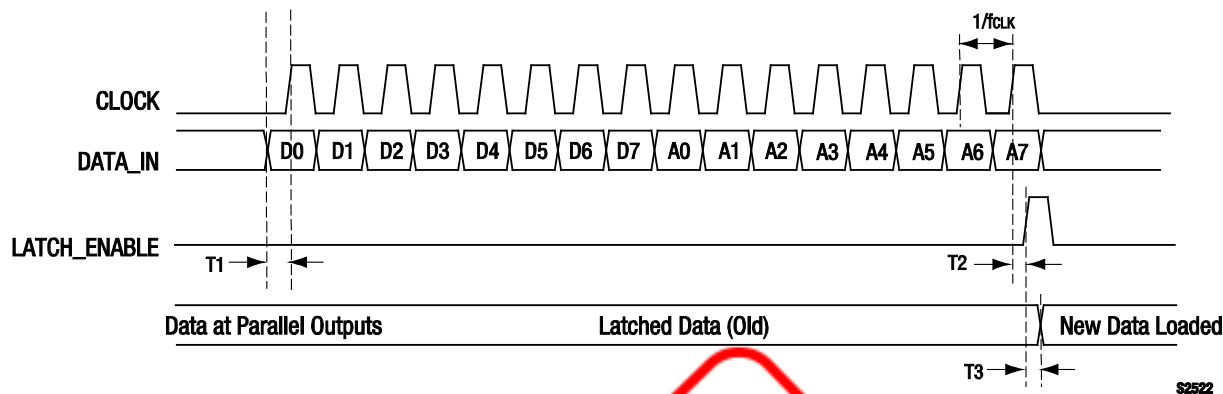 1/fCLK
CLOCK
DATA_IN
D0 D1 D2 D3 D4 D5 D6 D7 A0 A1 A2 A3 A4 A5 A6 A7
LATCH_ENABLE
T1
T2
Data at Parallel Outputs
Latched Data (Old)
New Data Loaded
T3
S2522